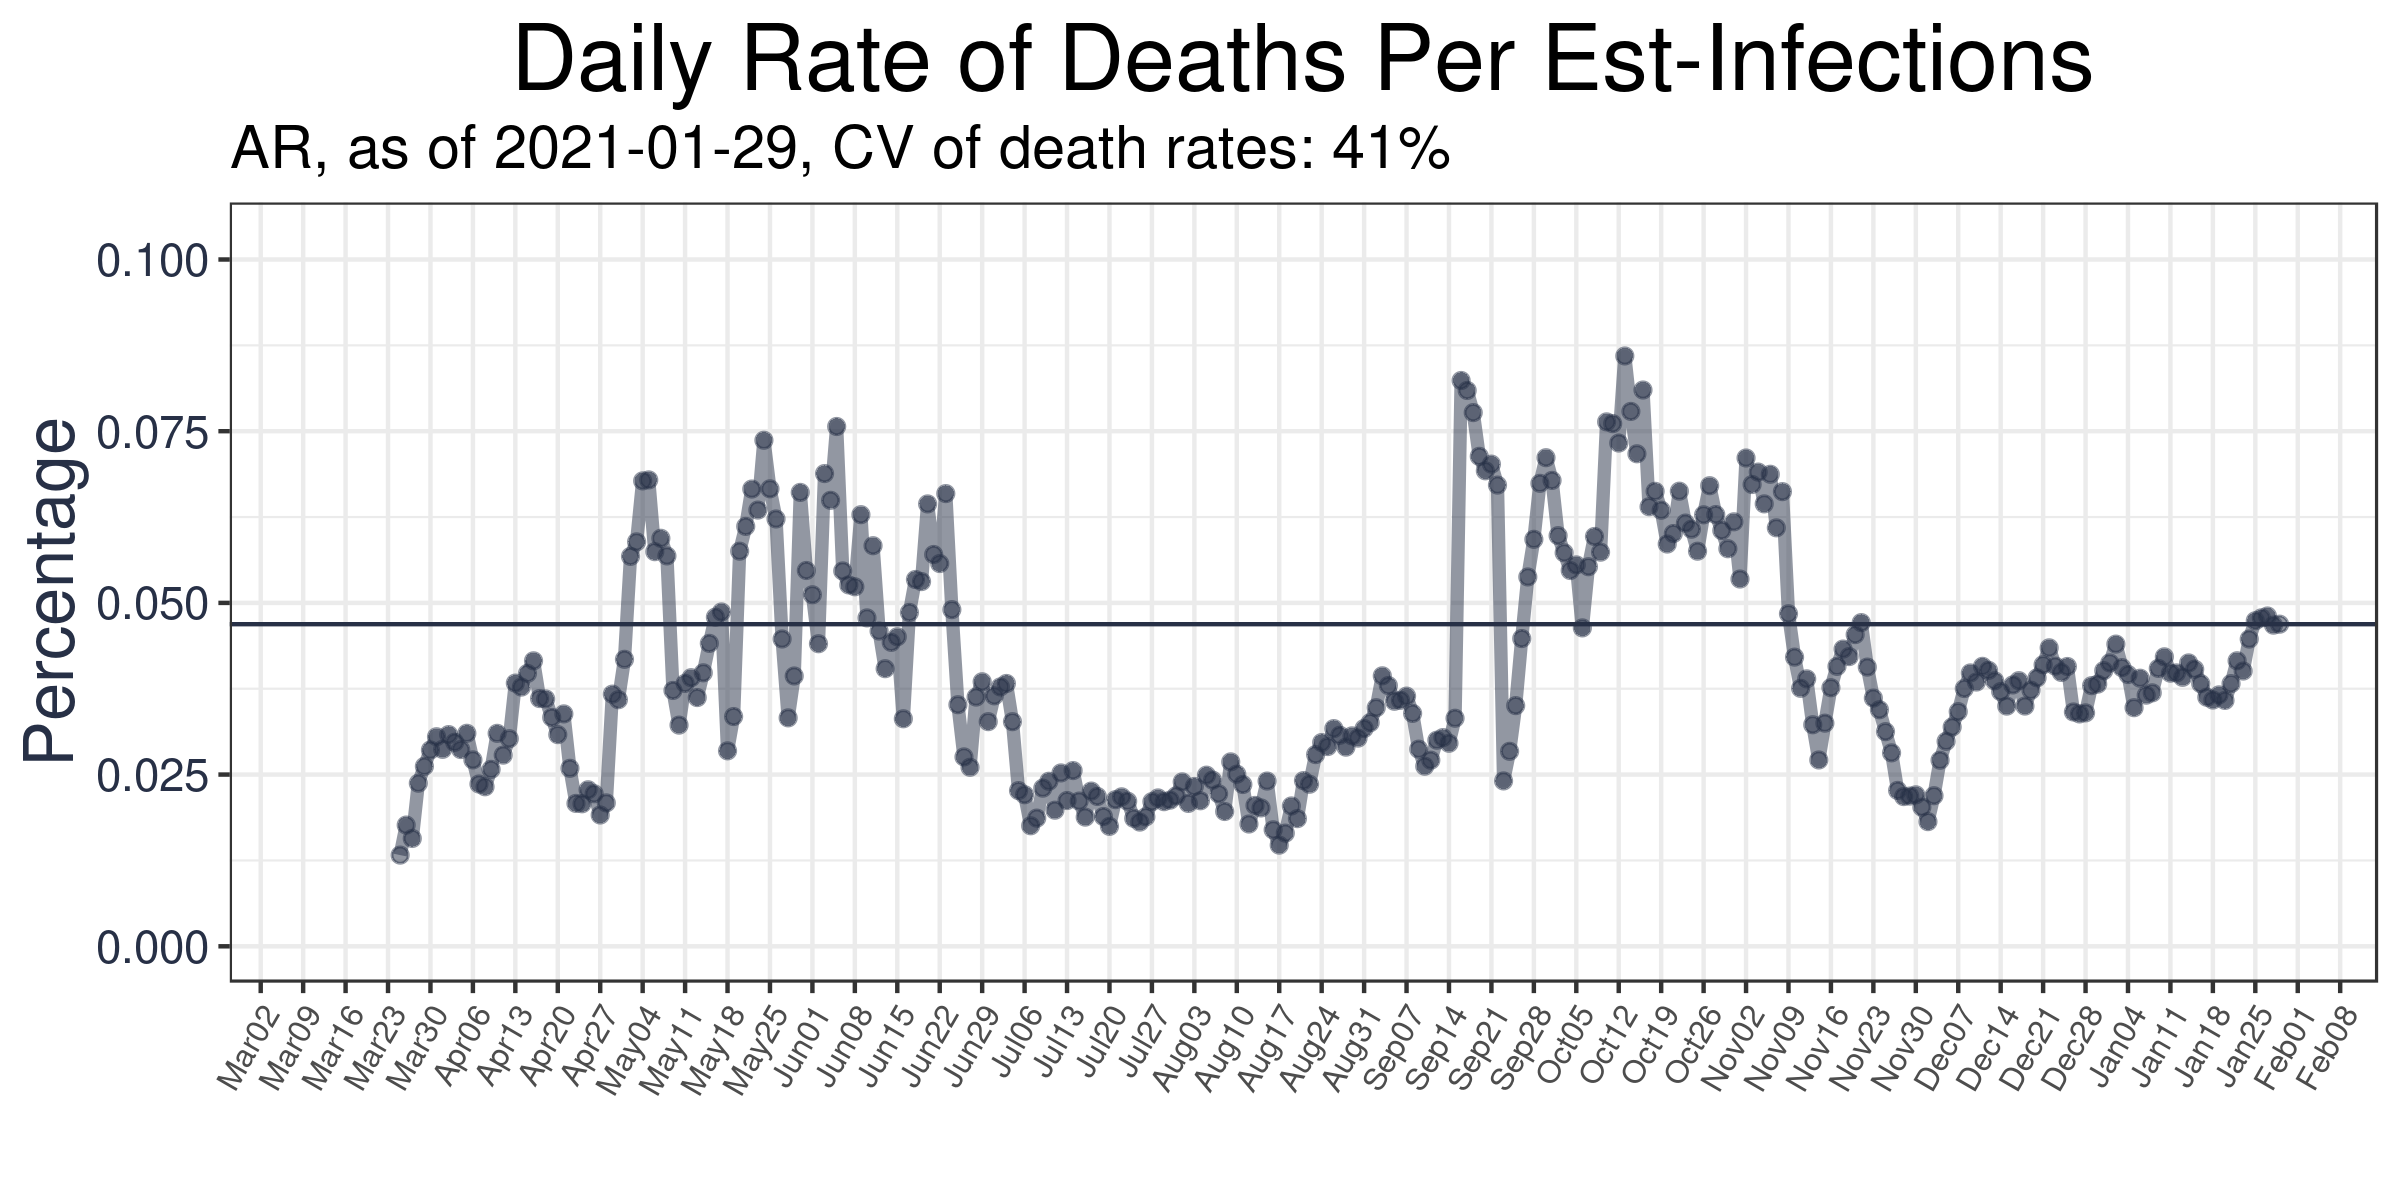 Daily Rate of Deaths Per Est-Infections
AR, as of 2021-01-29, CV of death rates: 41%
Percentage
0.100
0.075
0.050
0.025
0.000
Mar02
Mar09
Mar16
Mar23
Mar30
Apr06
Apr13
Apr20
Apr27
May04
May11
May18
May25
Jun01
Jun08
Jun15
Jun22
Jun29
Jul06
Jul13
Jul20
Jul27
Aug03
Aug10
Aug17
Aug24
Aug31
Sep07
Sep14
Sep21
Sep28
Oct05
Oct12
Oct19
Oct26
Nov02
Nov09
Nov16
Nov23
Nov30
Dec07
Dec14
Dec21
Dec28
Jan04
Jan11
Jan18
Jan25
Feb01
Feb08